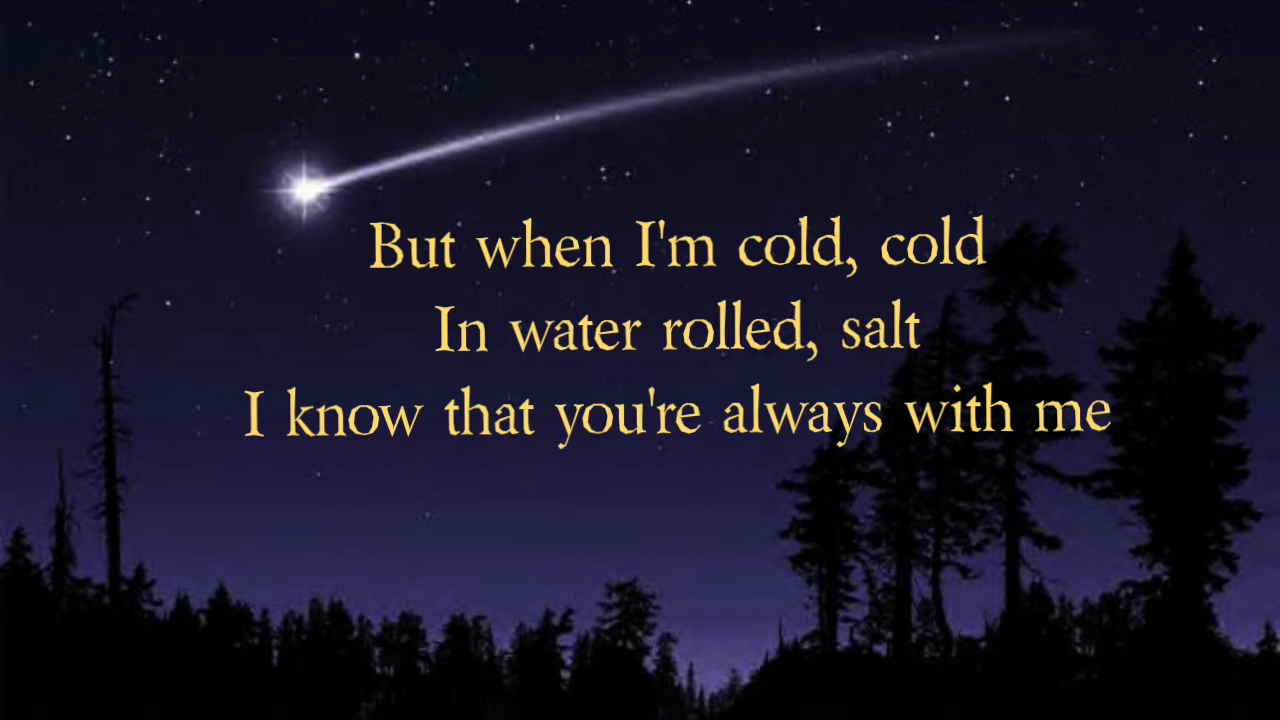 But when I'm cold, cold
In water rolled, salt
I know that you're always with me